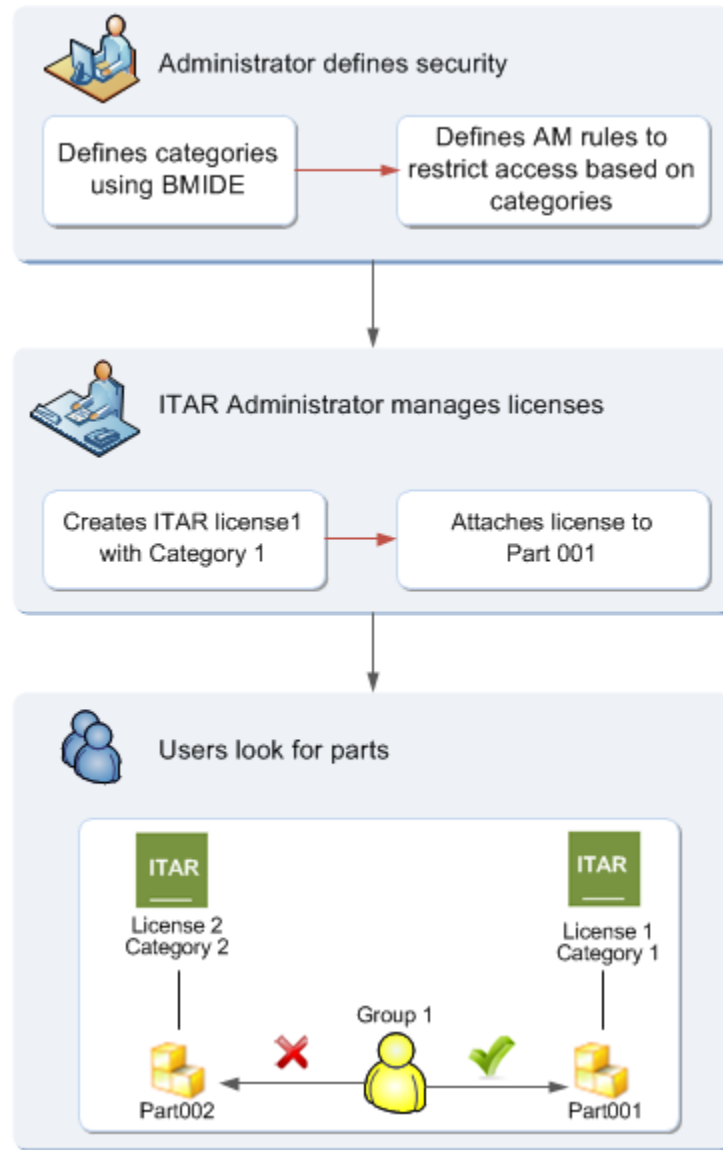 Administrator defines security
Defines categories
using BMIDE
Defines AM rules to
restrict access based on
categories
ITAR Administrator manages licenses
Creates ITAR license1
with Category 1
Attaches license to
Part 001
Users look for parts
ITAR
License 2
Category 2
ITAR
License 1
Category 1
Group 1
Part002
Part001